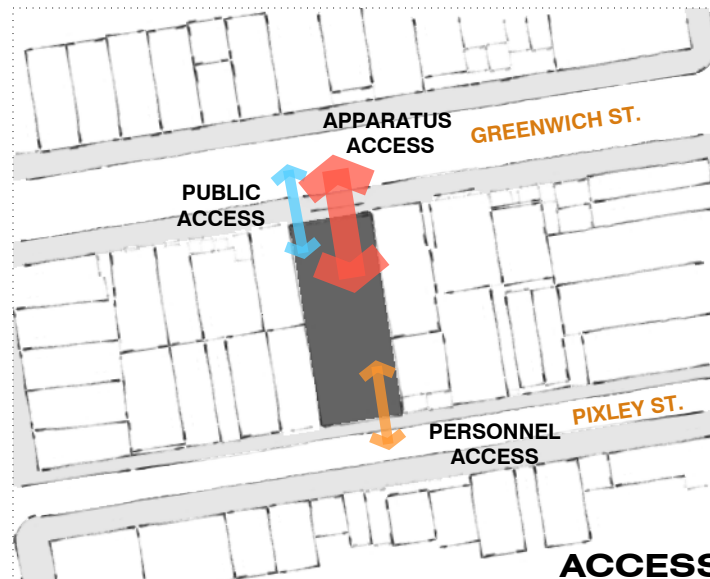 APPARATUS
ACCESS
GREENWICH ST.
PUBLIC
ACCESS
PIXLEY ST.
PERSONNEL
ACCESS
ACCESS